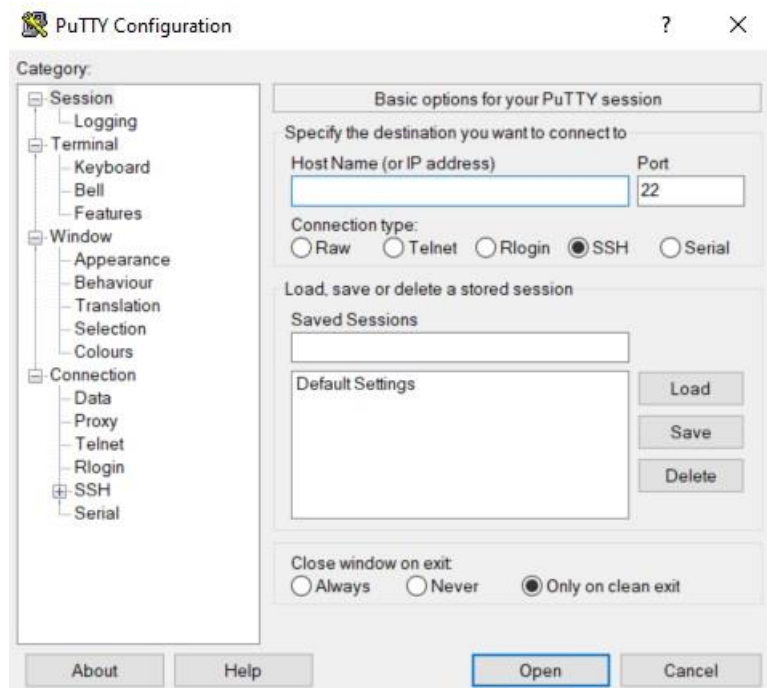 PuTTY Configuration ? ×
Category:
Session
Logging
Terminal
Keyboard
Bell
Features
Window
Appearance
Behaviour
Translation
Selection
Colours
Connection
Data
Proxy
Telnet
Rlogin
SSH
Serial
Basic options for your PuTTY session
Specify the destination you want to connect to
Host Name (or IP address) Port
22
Connection type:
Raw Telnet Rlogin SSH Serial
Load, save or delete a stored session
Saved Sessions
Default Settings
Load
Save
Delete
Close window on exit:
Always Never Only on clean exit
About Help Open Cancel